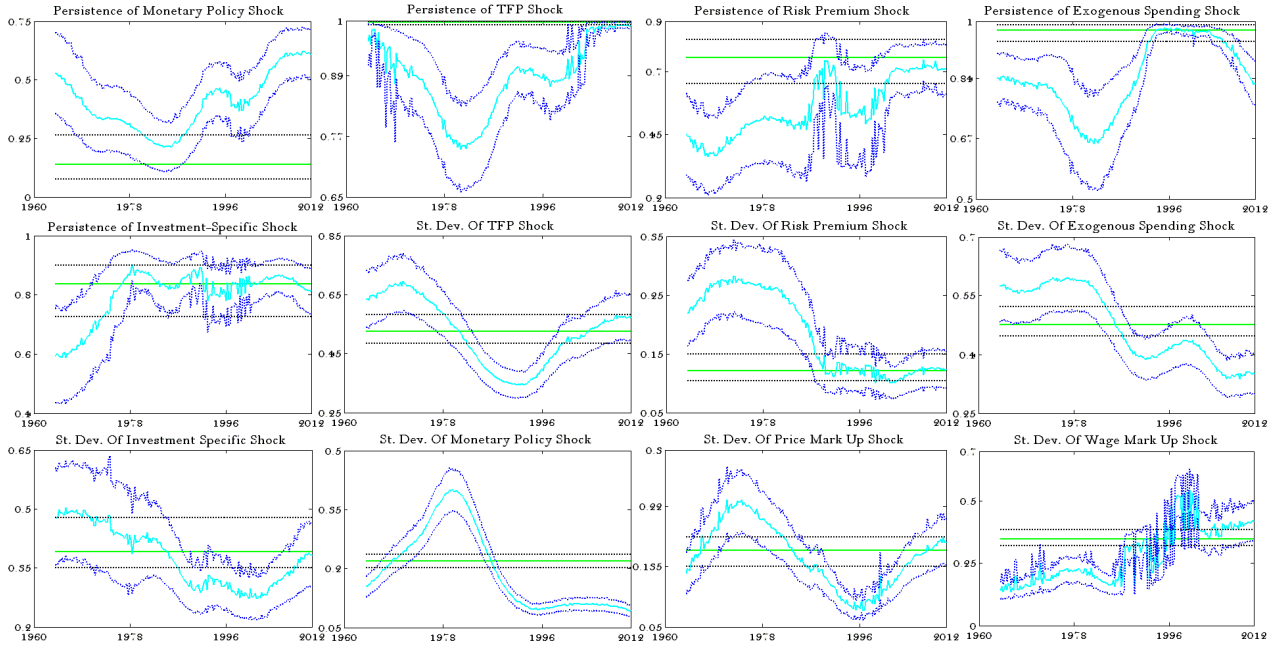 Persistence of Monetary Policy Shock
0.75
0.5
0.25
0
1960 1978 1996 2012
Persistence of TFP Shock
1
0.89
0.77
0.65
1960 1978 1996 2012
Persistence of Risk Premium Shock
0.9
0.7
0.45
0.2
1960 1978 1996 2012
Persistence of Exogenous Spending Shock
1
0.84
0.67
0.5
1960 1978 1996 2012
Persistence of Investment-Specific Shock
1
0.8
0.6
0.4
1960 1978 1996 2012
St. Dev. Of TFP Shock
0.85
0.65
0.45
0.25
1960 1978 1996 2012
St. Dev. Of Risk Premium Shock
0.35
0.25
0.15
0.05
1960 1978 1996 2012
St. Dev. Of Exogenous Spending Shock
0.7
0.55
0.4
0.25
1960 1978 1996 2012
St. Dev. Of Investment Specific Shock
0.65
0.5
0.35
0.2
1960 1978 1996 2012
St. Dev. Of Monetary Policy Shock
0.5
0.35
0.2
0.05
1960 1978 1996 2012
St. Dev. Of Price Mark Up Shock
0.3
0.22
0.135
0.05
1960 1978 1996 2012
St. Dev. Of Wage Mark Up Shock
0.7
0.5
0.25
0
1960 1978 1996 2012